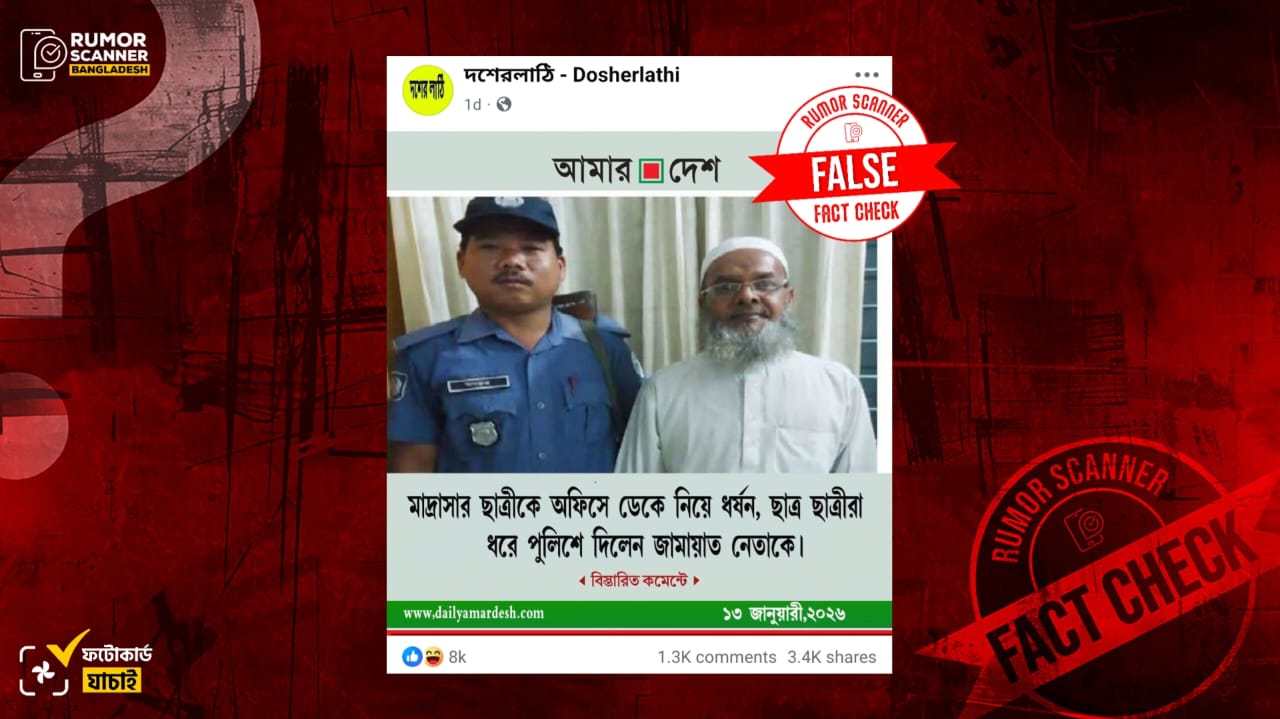 RUMOR
SCANNER
BANGLADESH
দশেরলাঠি - Dosherlathi
দশের লাঠি
1d
RUMOR SCANNER
FALSE
FACT CHECK
আমার দেশ
মাদ্রাসার ছাত্রীকে অফিসে ডেকে নিয়ে ধর্ষন, ছাত্র ছাত্রীরা
ধরে পুলিশে দিলেন জামায়াত নেতাকে।
বিস্তারিত কমেন্টে
www.dailyamardesh.com
১৩ জানুয়ারী,২০২৬
8k
1.3K comments 3.4K shares
ফটোকার্ড
যাচাই
RUMOR SCANNER
FACT CHECK